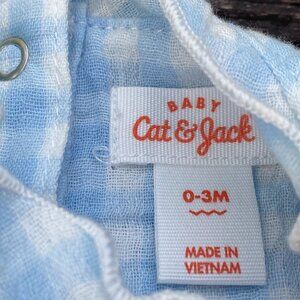 BABY
Cat & Jack
0-3M
MADE IN
VIETNAM